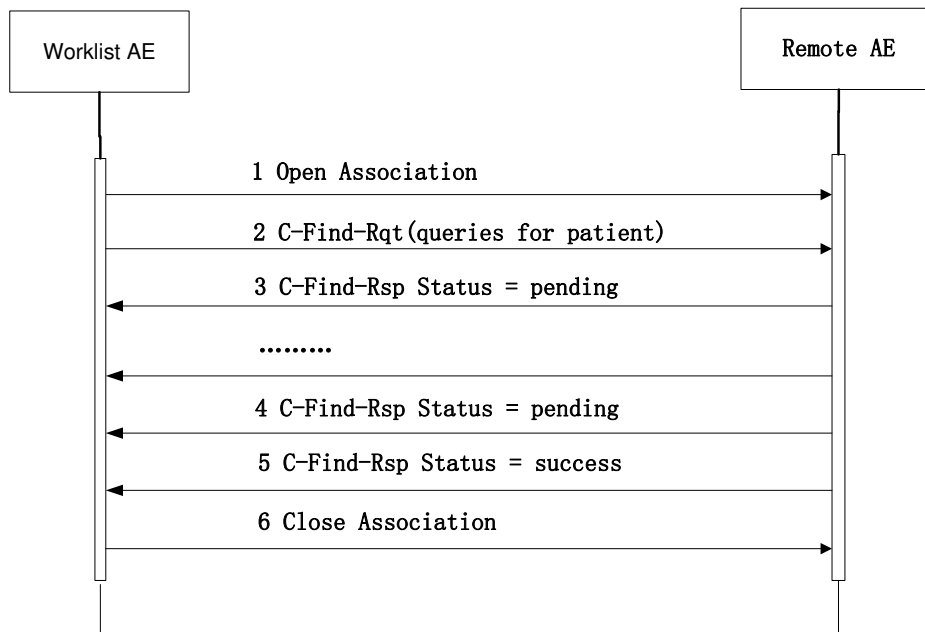 Worklist AE
Remote AE
1 Open Association
2 C-Find-Rqt(queries for patient)
3 C-Find-Rsp Status = pending
.........
4 C-Find-Rsp Status = pending
5 C-Find-Rsp Status = success
6 Close Association